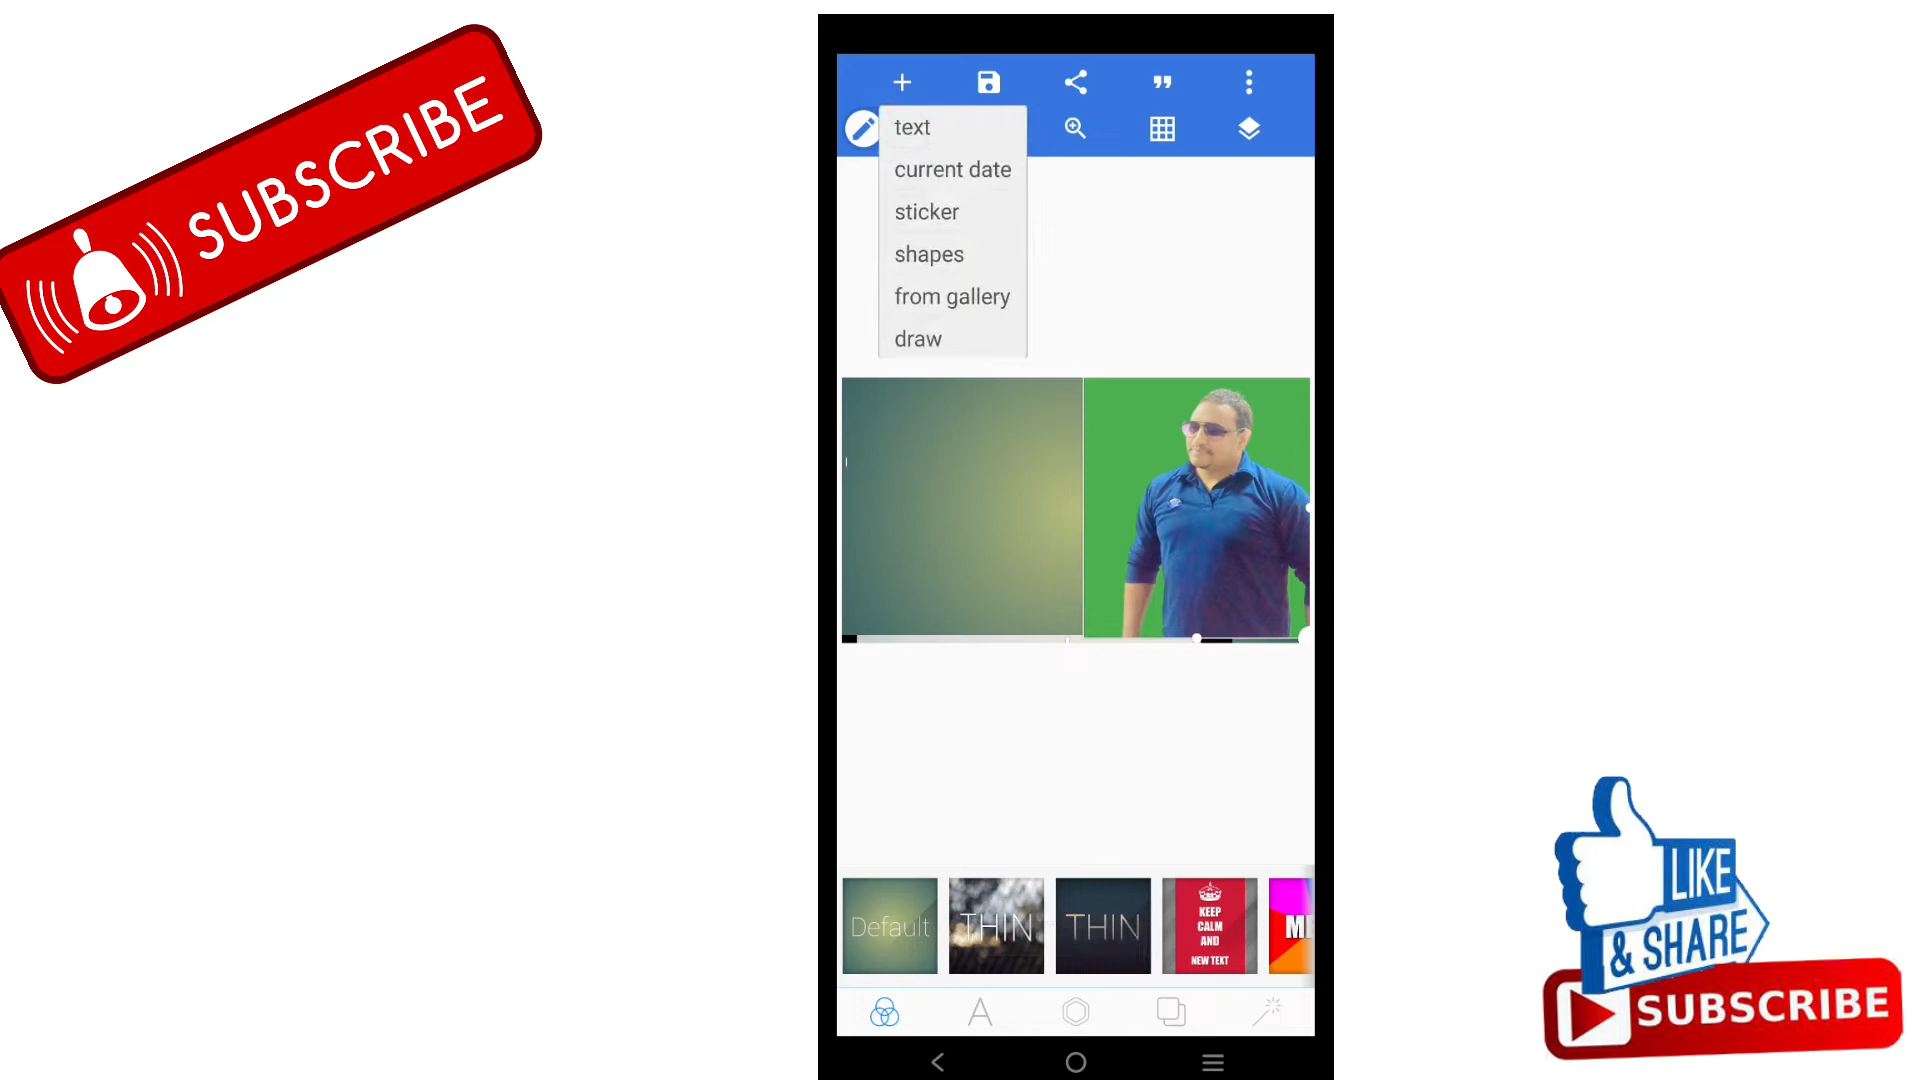 SUBSCRIBE
text
current date
sticker
shapes
from gallery
draw
Default
THIN
THIN
KEEP
CALM
AND
NEW TEXT
LIKE
& SHARE
SUBSCRIBE